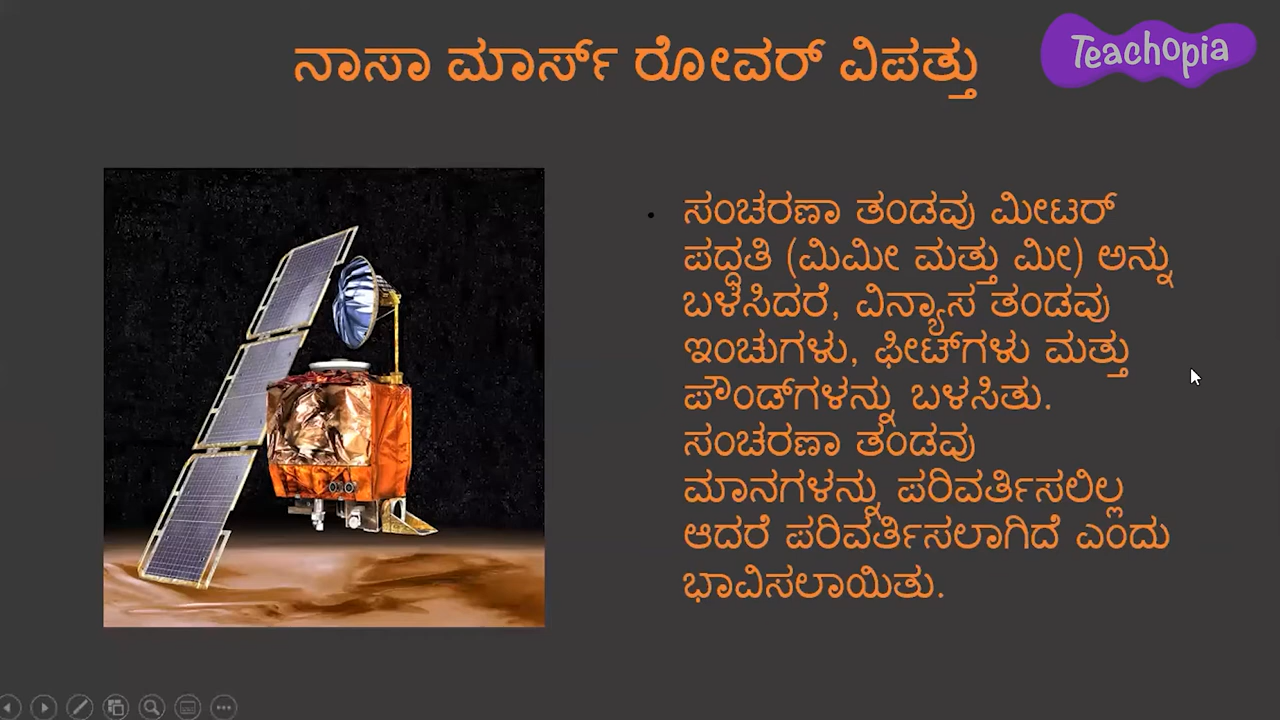 ನಾಸಾ ಮಾರ್ಸ್ ರೋವರ್ ವಿಪತ್ತು
Teachopia
ಸಂಚರಣಾ ತಂಡವು ಮೀಟರ್
ಪದ್ಧತಿ (ಮಿಮೀ ಮತ್ತು ಮೀ) ಅನ್ನು
ಬಳಸಿದರೆ, ವಿನ್ಯಾಸ ತಂಡವು
ಇಂಚುಗಳು, ಫೀಟ್‌ಗಳು ಮತ್ತು
ಪೌಂಡ್‌ಗಳನ್ನು ಬಳಸಿತು.
ಸಂಚರಣಾ ತಂಡವು
ಮಾನಗಳನ್ನು ಪರಿವರ್ತಿಸಲಿಲ್ಲ
ಆದರೆ ಪರಿವರ್ತಿಸಲಾಗಿದೆ ಎಂದು
ಭಾವಿಸಲಾಯಿತು.